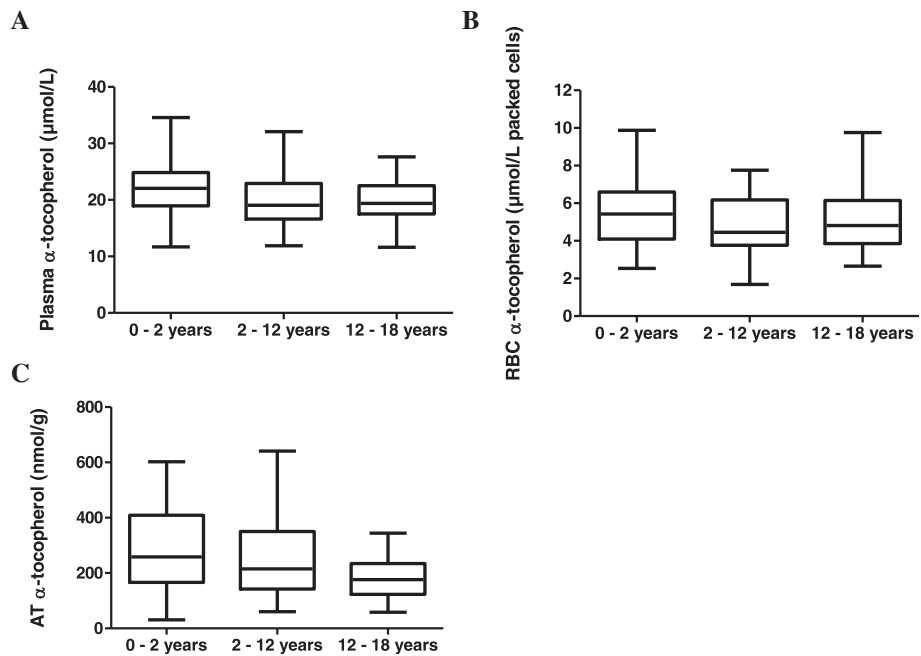 A
Plasma α-tocopherol (µmol/L)
40
30
20
10
0
0 - 2 years 2 - 12 years 12 - 18 years
B
RBC α-tocopherol (µmol/L packed cells)
12
10
8
6
4
2
0
0 - 2 years 2 - 12 years 12 - 18 years
C
AT α-tocopherol (nmol/g)
800
600
400
200
0
0 - 2 years 2 - 12 years 12 - 18 years